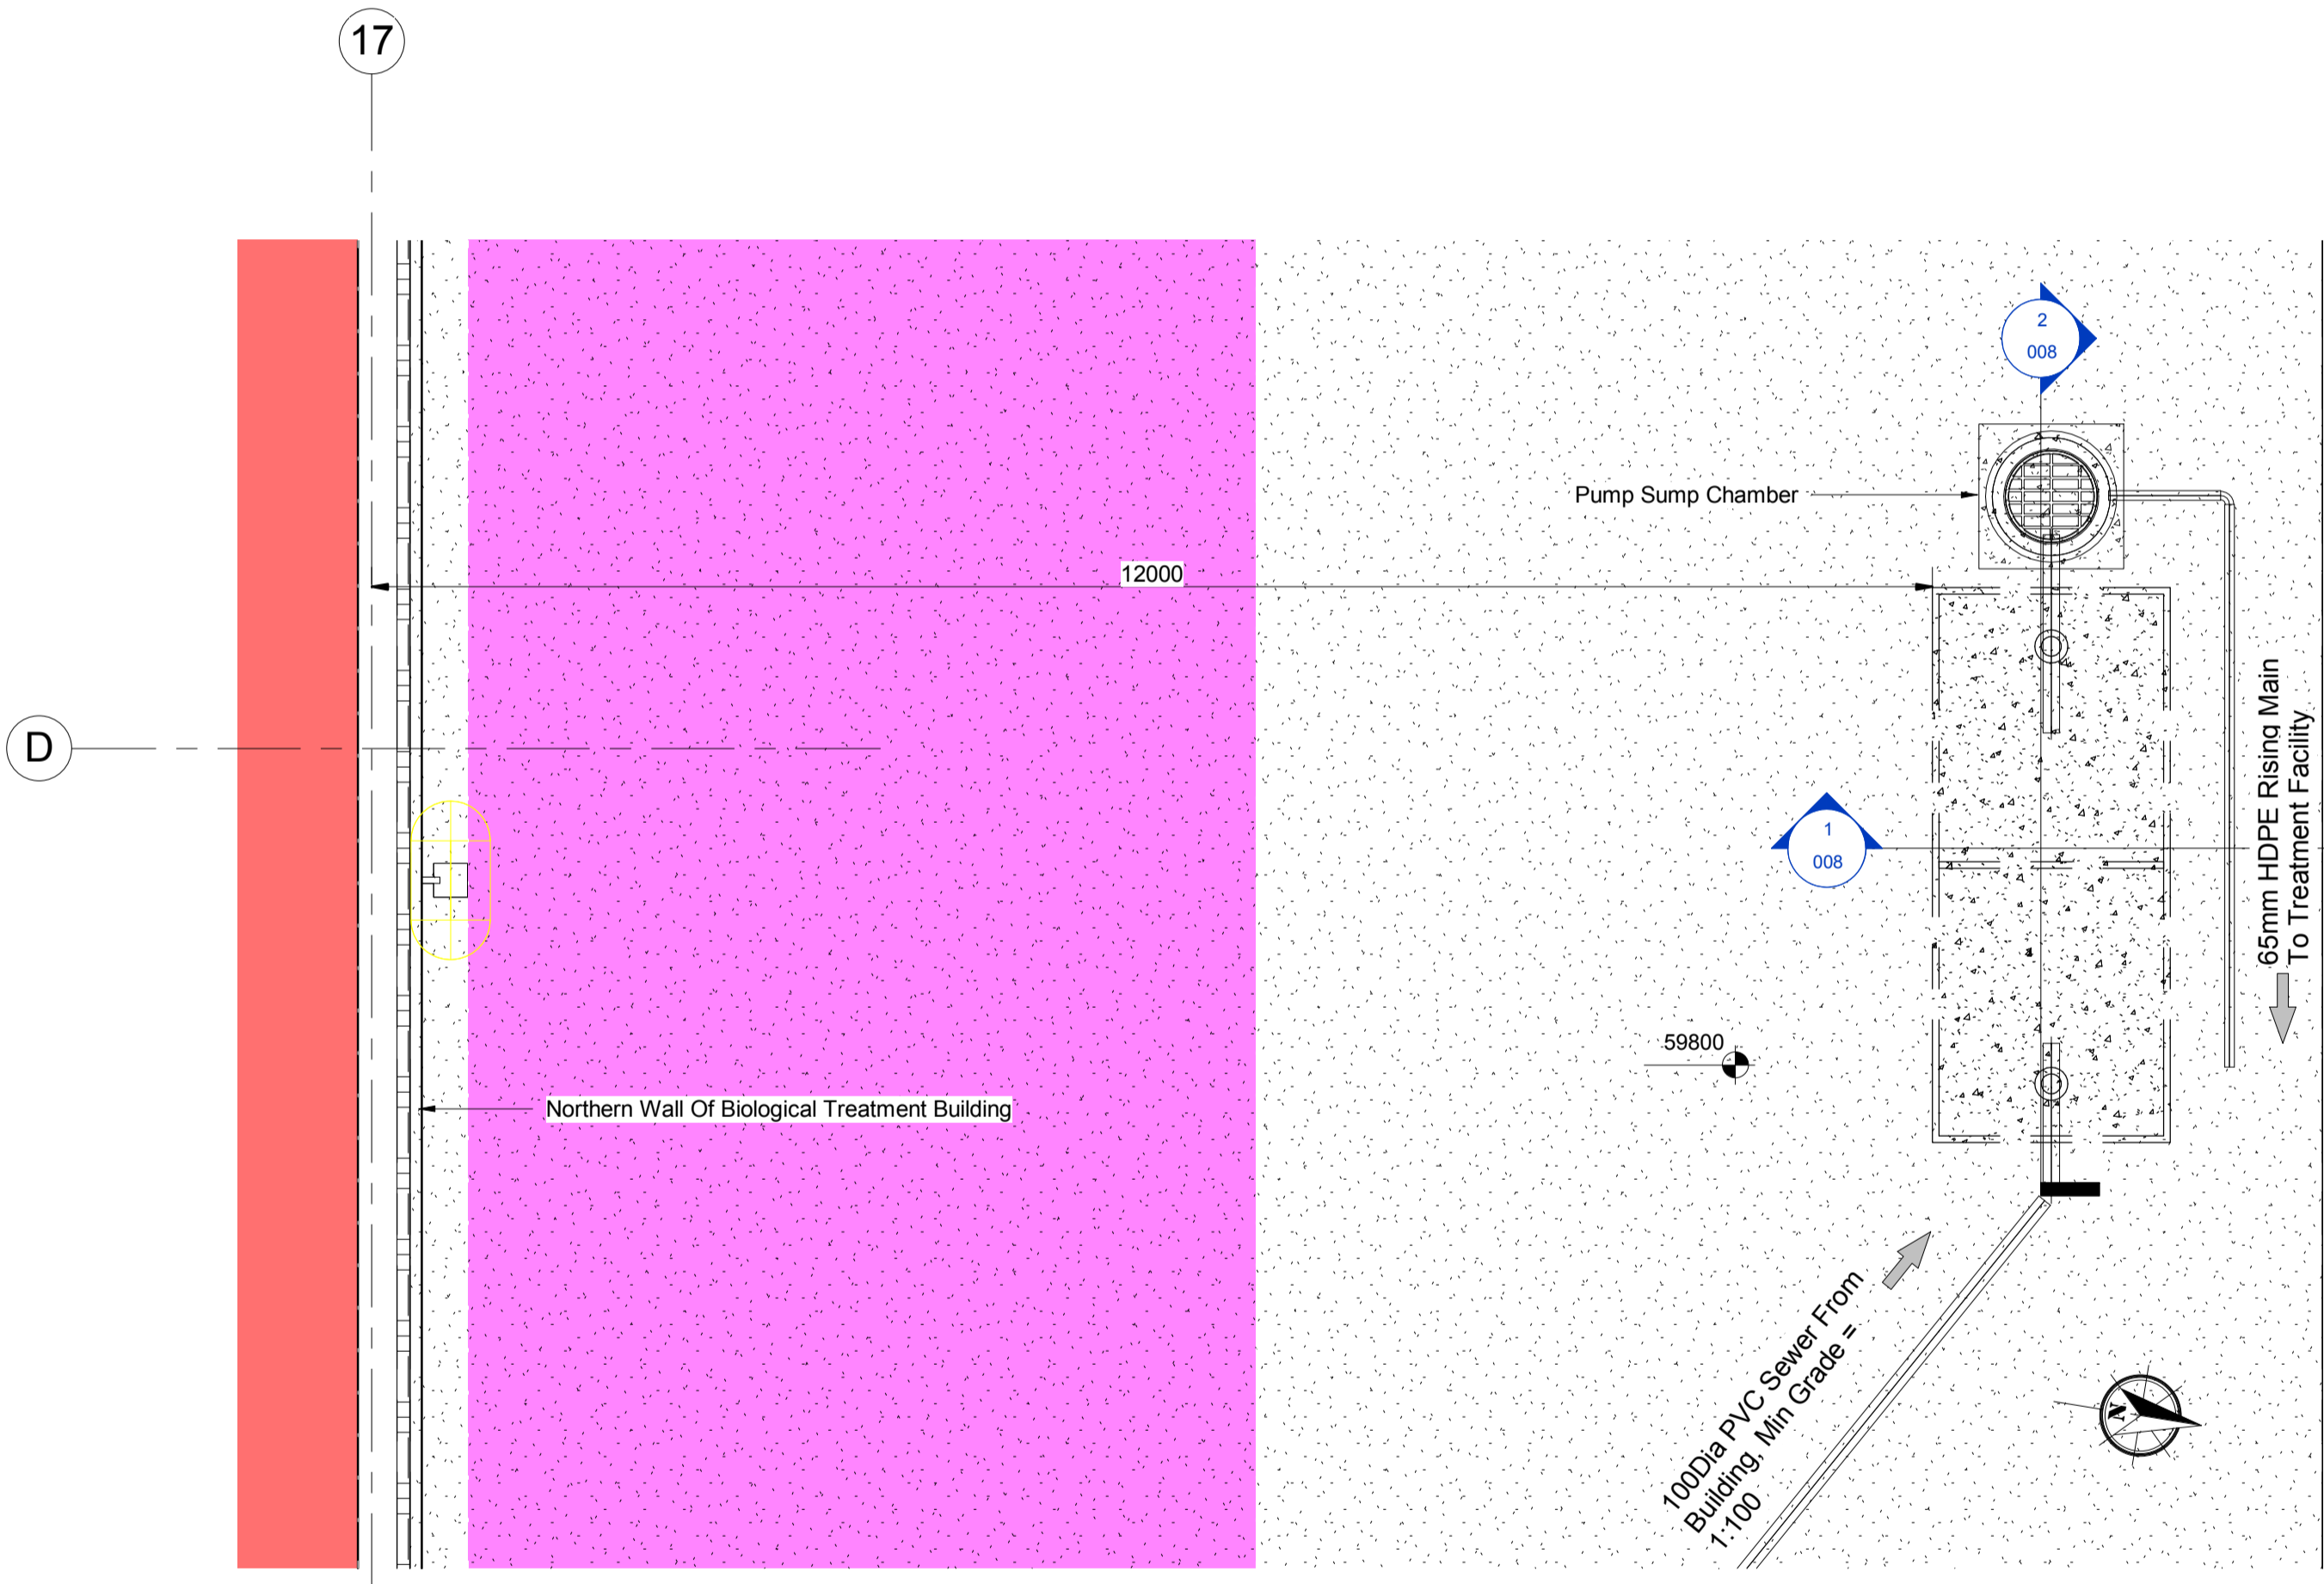 17
2
008
Pump Sump Chamber
12000
D
1
008
65mm HDPE Rising Main
To Treatment Facility
59800
Northern Wall Of Biological Treatment Building
100Dia PVC Sewer From
Building, Min Grade =
1:100
N